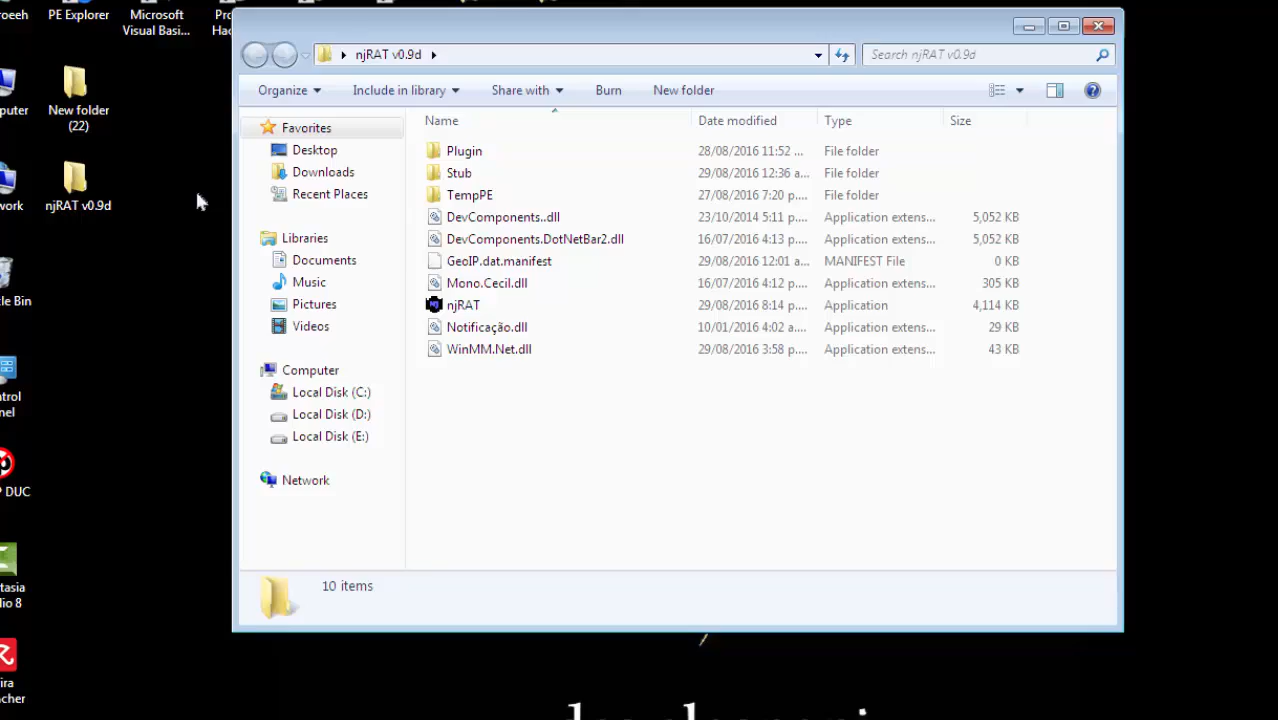 PE Explorer
Microsoft
Visual Basi...
New folder
(22)
njRAT v0.9d
njRAT v0.9d
Search njRAT v0.9d
Organize
Include in library
Share with
Burn
New folder
Name
Date modified
Type
Size
Favorites
Desktop
Downloads
Recent Places
Libraries
Documents
Music
Pictures
Videos
Computer
Local Disk (C:)
Local Disk (D:)
Local Disk (E:)
Network
Plugin 28/08/2016 11:52 ... File folder
Stub 29/08/2016 12:36 a... File folder
TempPE 27/08/2016 7:20 p.... File folder
DevComponents..dll 23/10/2014 5:11 p.... Application extens... 5,052 KB
DevComponents.DotNetBar2.dll 16/07/2016 4:13 p.... Application extens... 5,052 KB
GeoIP.dat.manifest 29/08/2016 12:01 a... MANIFEST File 0 KB
Mono.Cecil.dll 16/07/2016 4:12 p.... Application extens... 305 KB
njRAT 29/08/2016 8:14 p.... Application 4,114 KB
Notificação.dll 10/01/2016 4:02 a.... Application extens... 29 KB
WinMM.Net.dll 29/08/2016 3:58 p.... Application extens... 43 KB
10 items